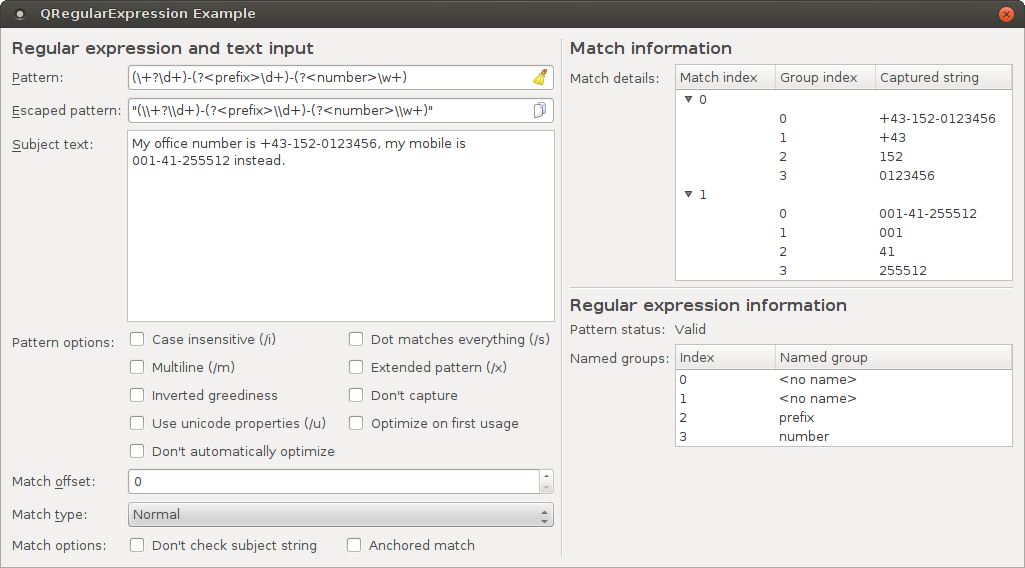 QRegularExpression Example
Regular expression and text input
Pattern: (\+?\d+)-(?<prefix>\d+)-(?<number>\w+)
Escaped pattern: "(\\+?\\d+)-(?<prefix>\\d+)-(?<number>\\w+)"
Subject text: My office number is +43-152-0123456, my mobile is
001-41-255512 instead.
Pattern options: Case insensitive (/i) Dot matches everything (/s)
Multiline (/m) Extended pattern (/x)
Inverted greediness Don't capture
Use unicode properties (/u) Optimize on first usage
Don't automatically optimize
Match offset: 0
Match type: Normal
Match options: Don't check subject string Anchored match
Match information
Match details: Match index Group index Captured string
0
0 +43-152-0123456
1 +43
2 152
3 0123456
1
0 001-41-255512
1 001
2 41
3 255512
Regular expression information
Pattern status: Valid
Named groups: Index Named group
0 <no name>
1 <no name>
2 prefix
3 number